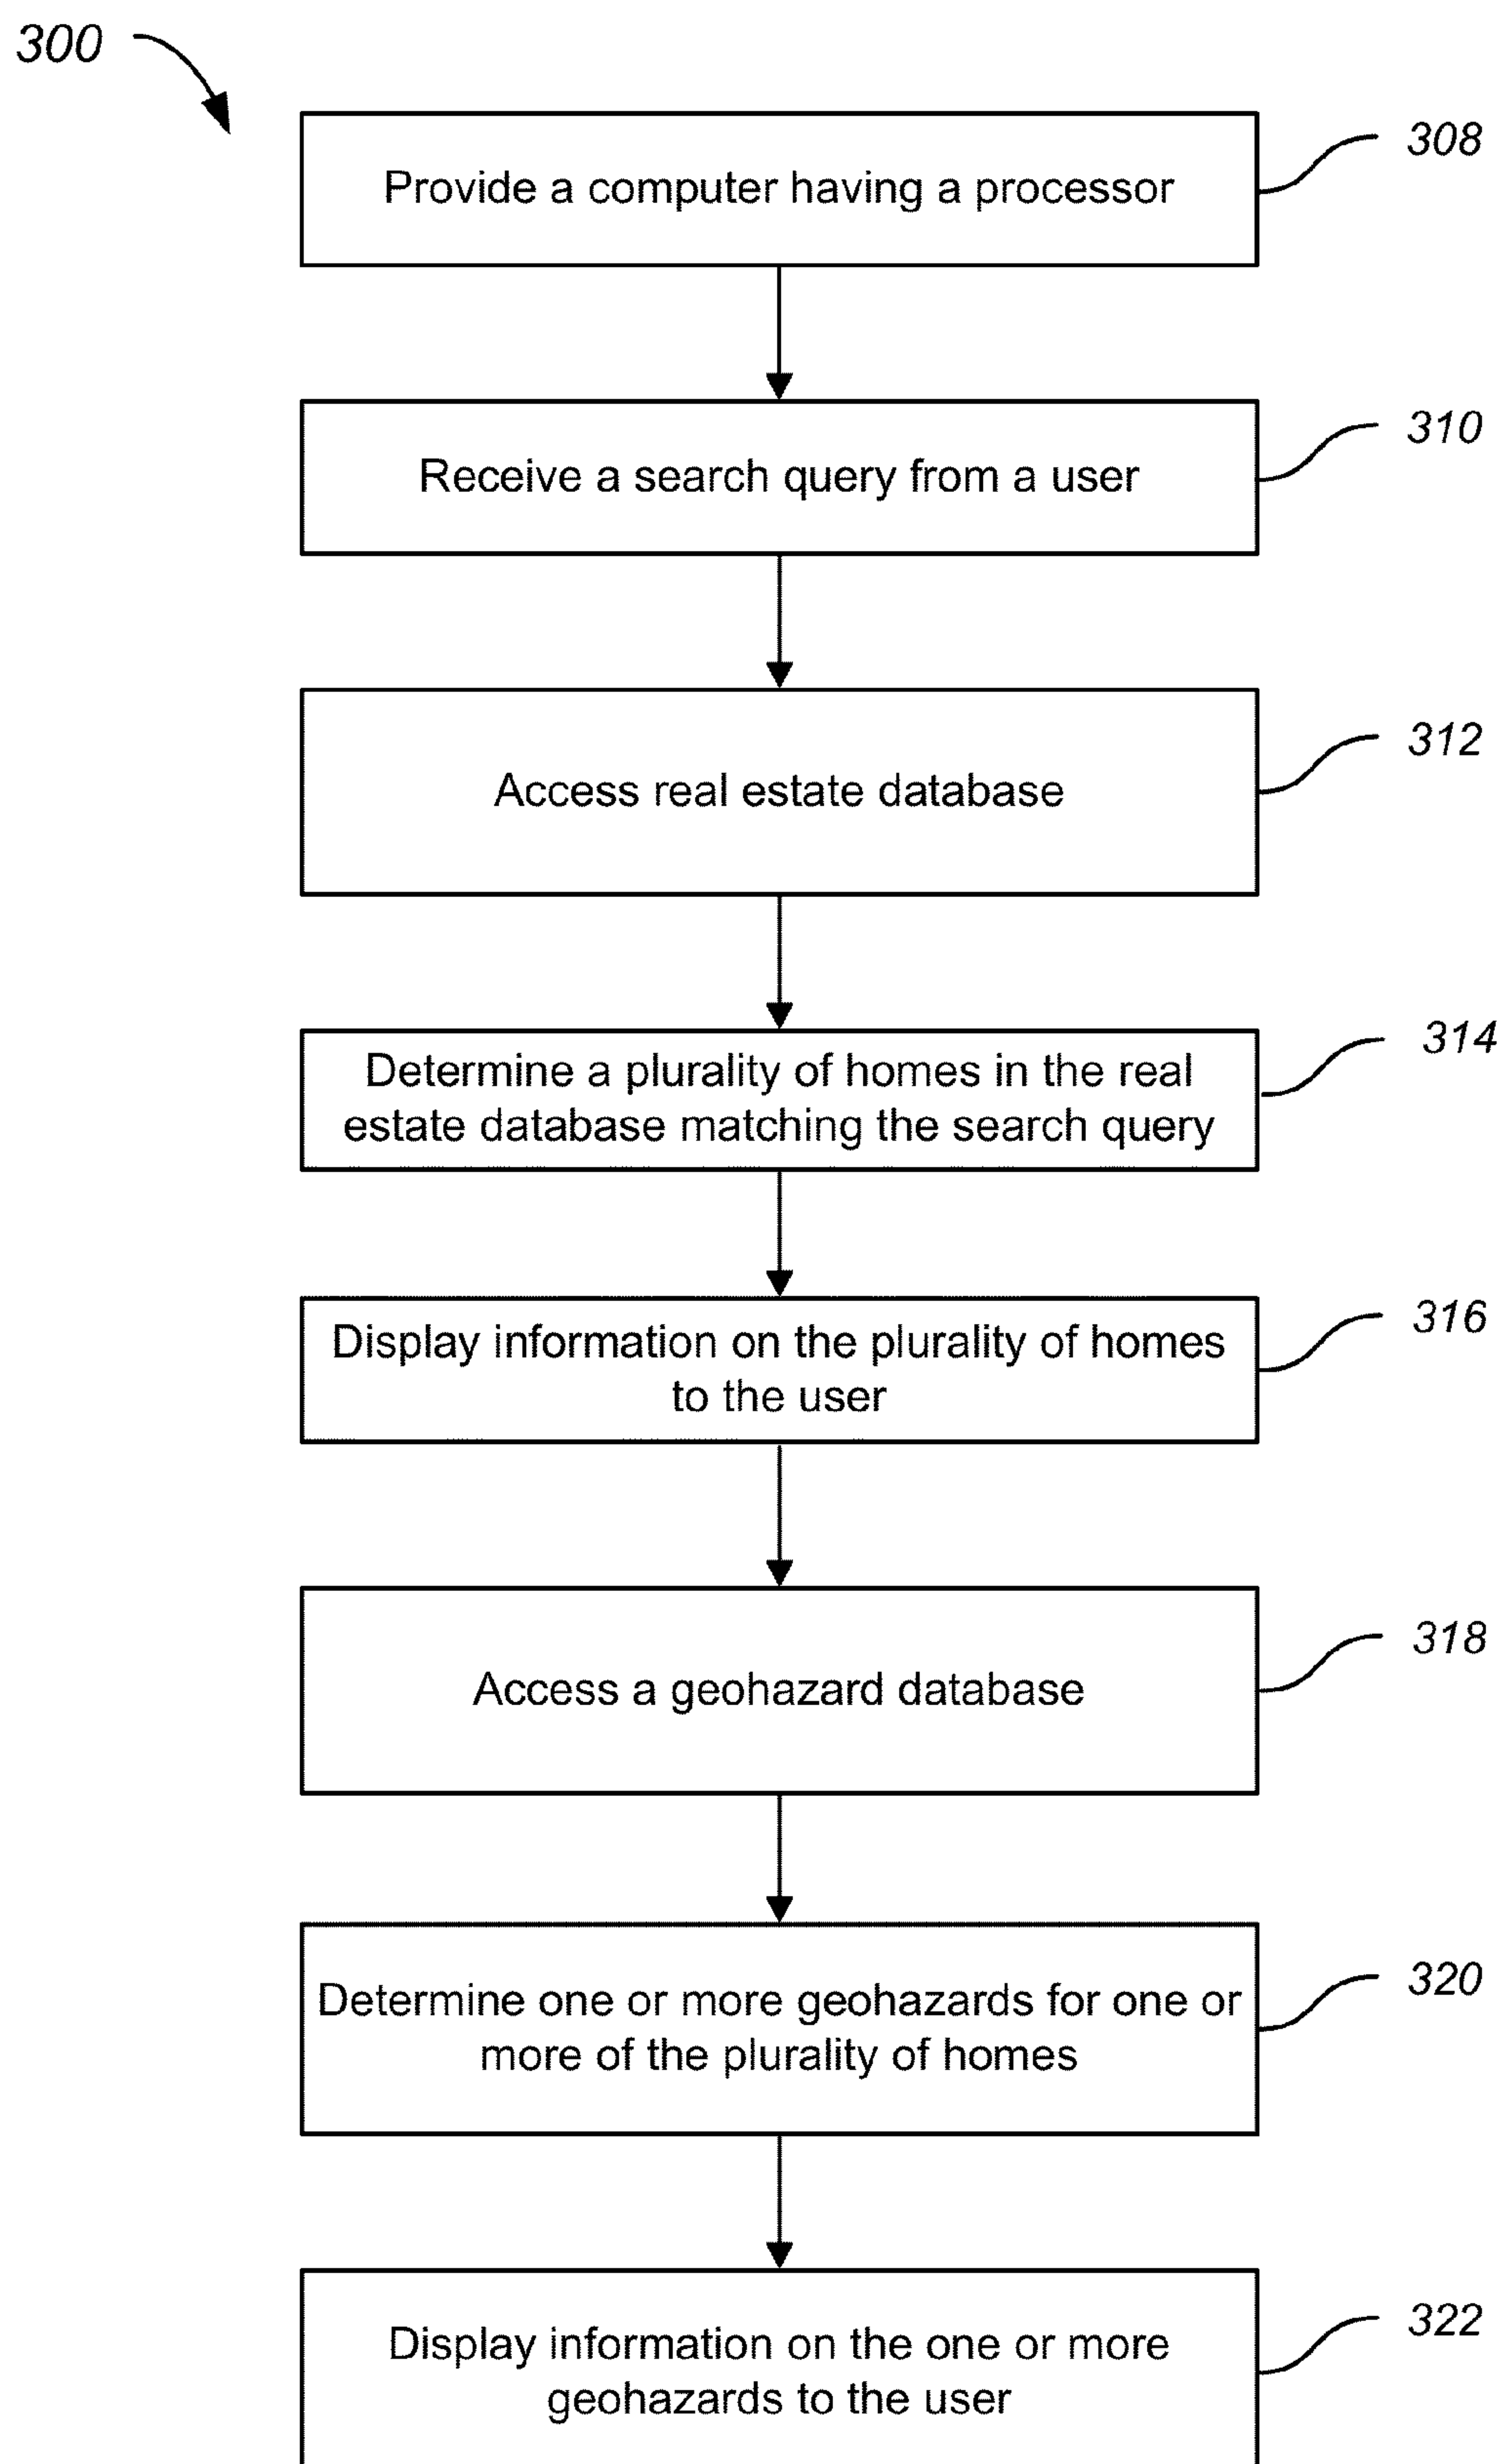 300
Provide a computer having a processor
308
Receive a search query from a user
310
Access real estate database
312
Determine a plurality of homes in the real
estate database matching the search query
314
Display information on the plurality of homes
to the user
316
Access a geohazard database
318
Determine one or more geohazards for one or
more of the plurality of homes
320
Display information on the one or more
geohazards to the user
322